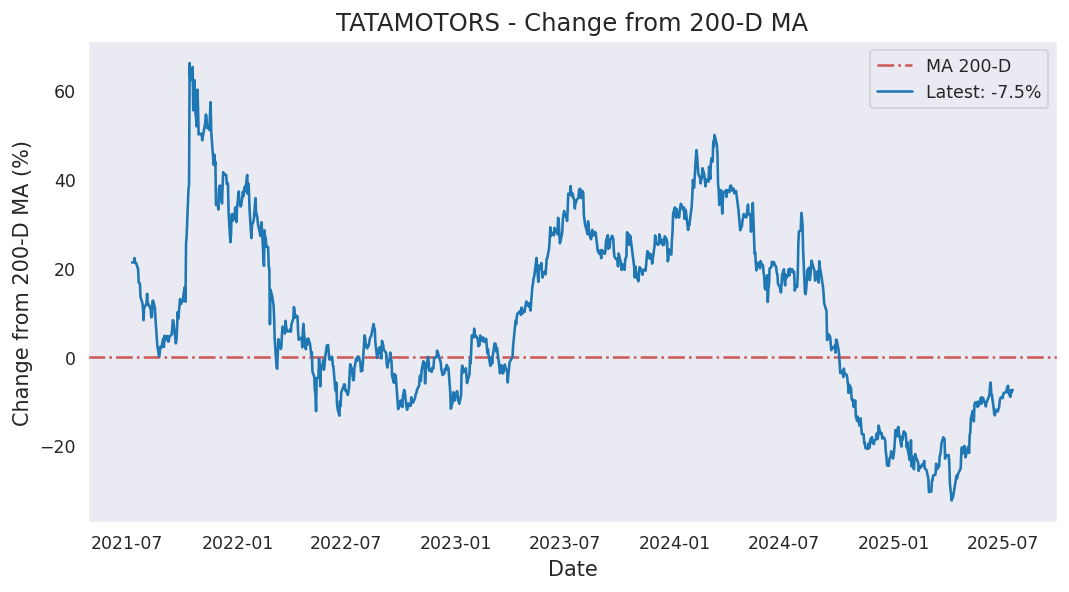 TATAMOTORS - Change from 200-D MA
MA 200-D
Latest: -7.5%
Change from 200-D MA (%)
60
40
20
0
−20
2021-07
2022-01
2022-07
2023-01
2023-07
2024-01
2024-07
2025-01
2025-07
Date